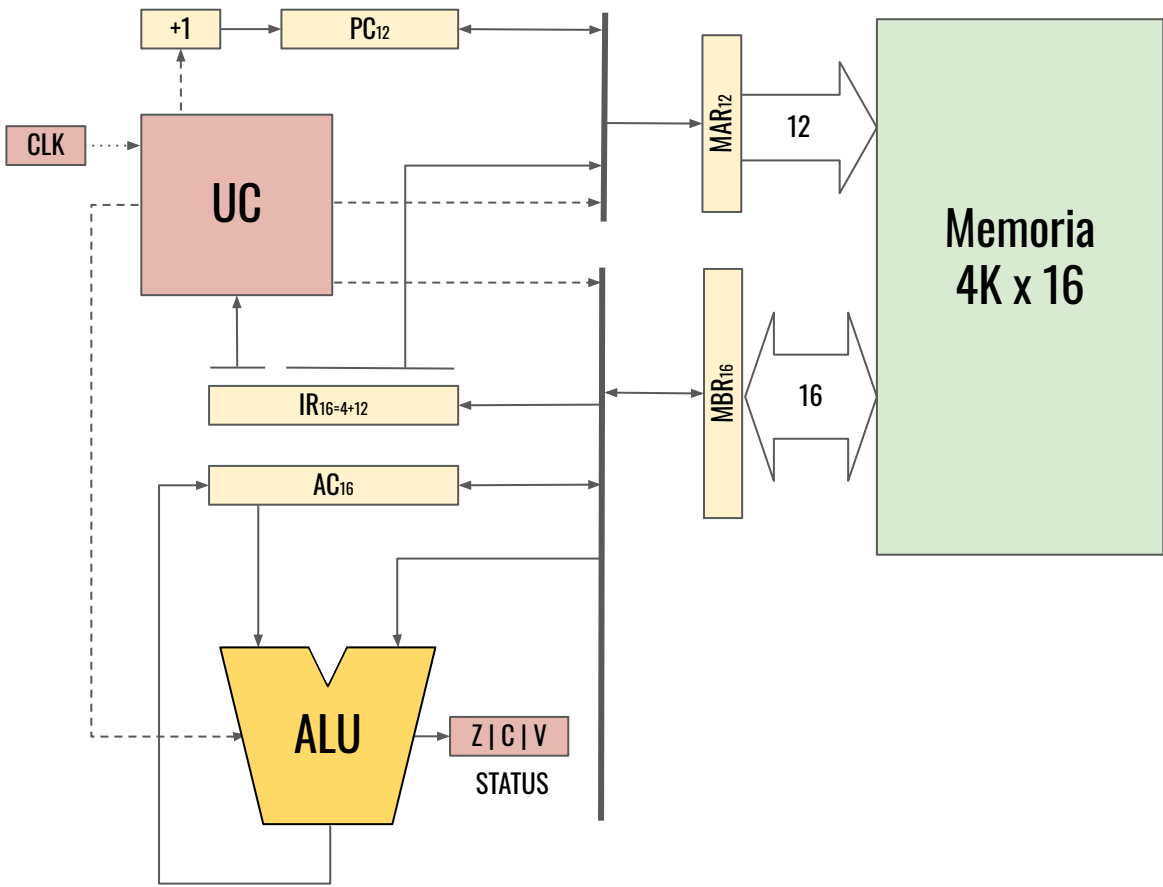 +1
PC12
CLK
UC
MAR12
12
Memoria
4K x 16
IR16=4+12
MBR16
16
AC16
ALU
Z | C | V
STATUS